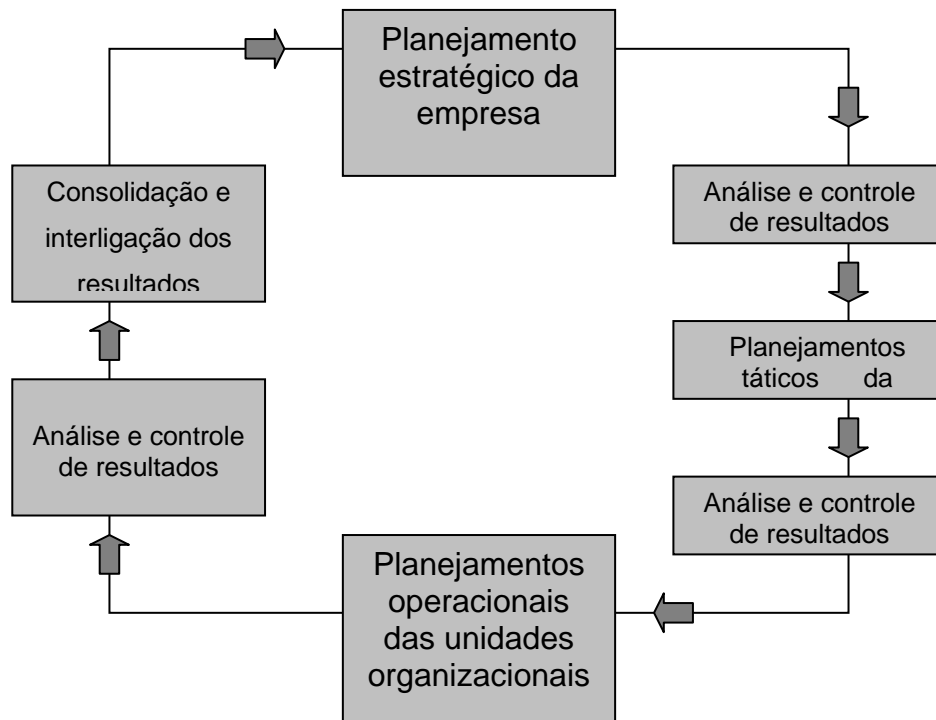 Planejamento
estratégico da
empresa
Análise e controle
de resultados
Planejamentos
táticos da
Análise e controle
de resultados
Planejamentos
operacionais
das unidades
organizacionais
Análise e controle
de resultados
Consolidação e
interligação dos
resultados